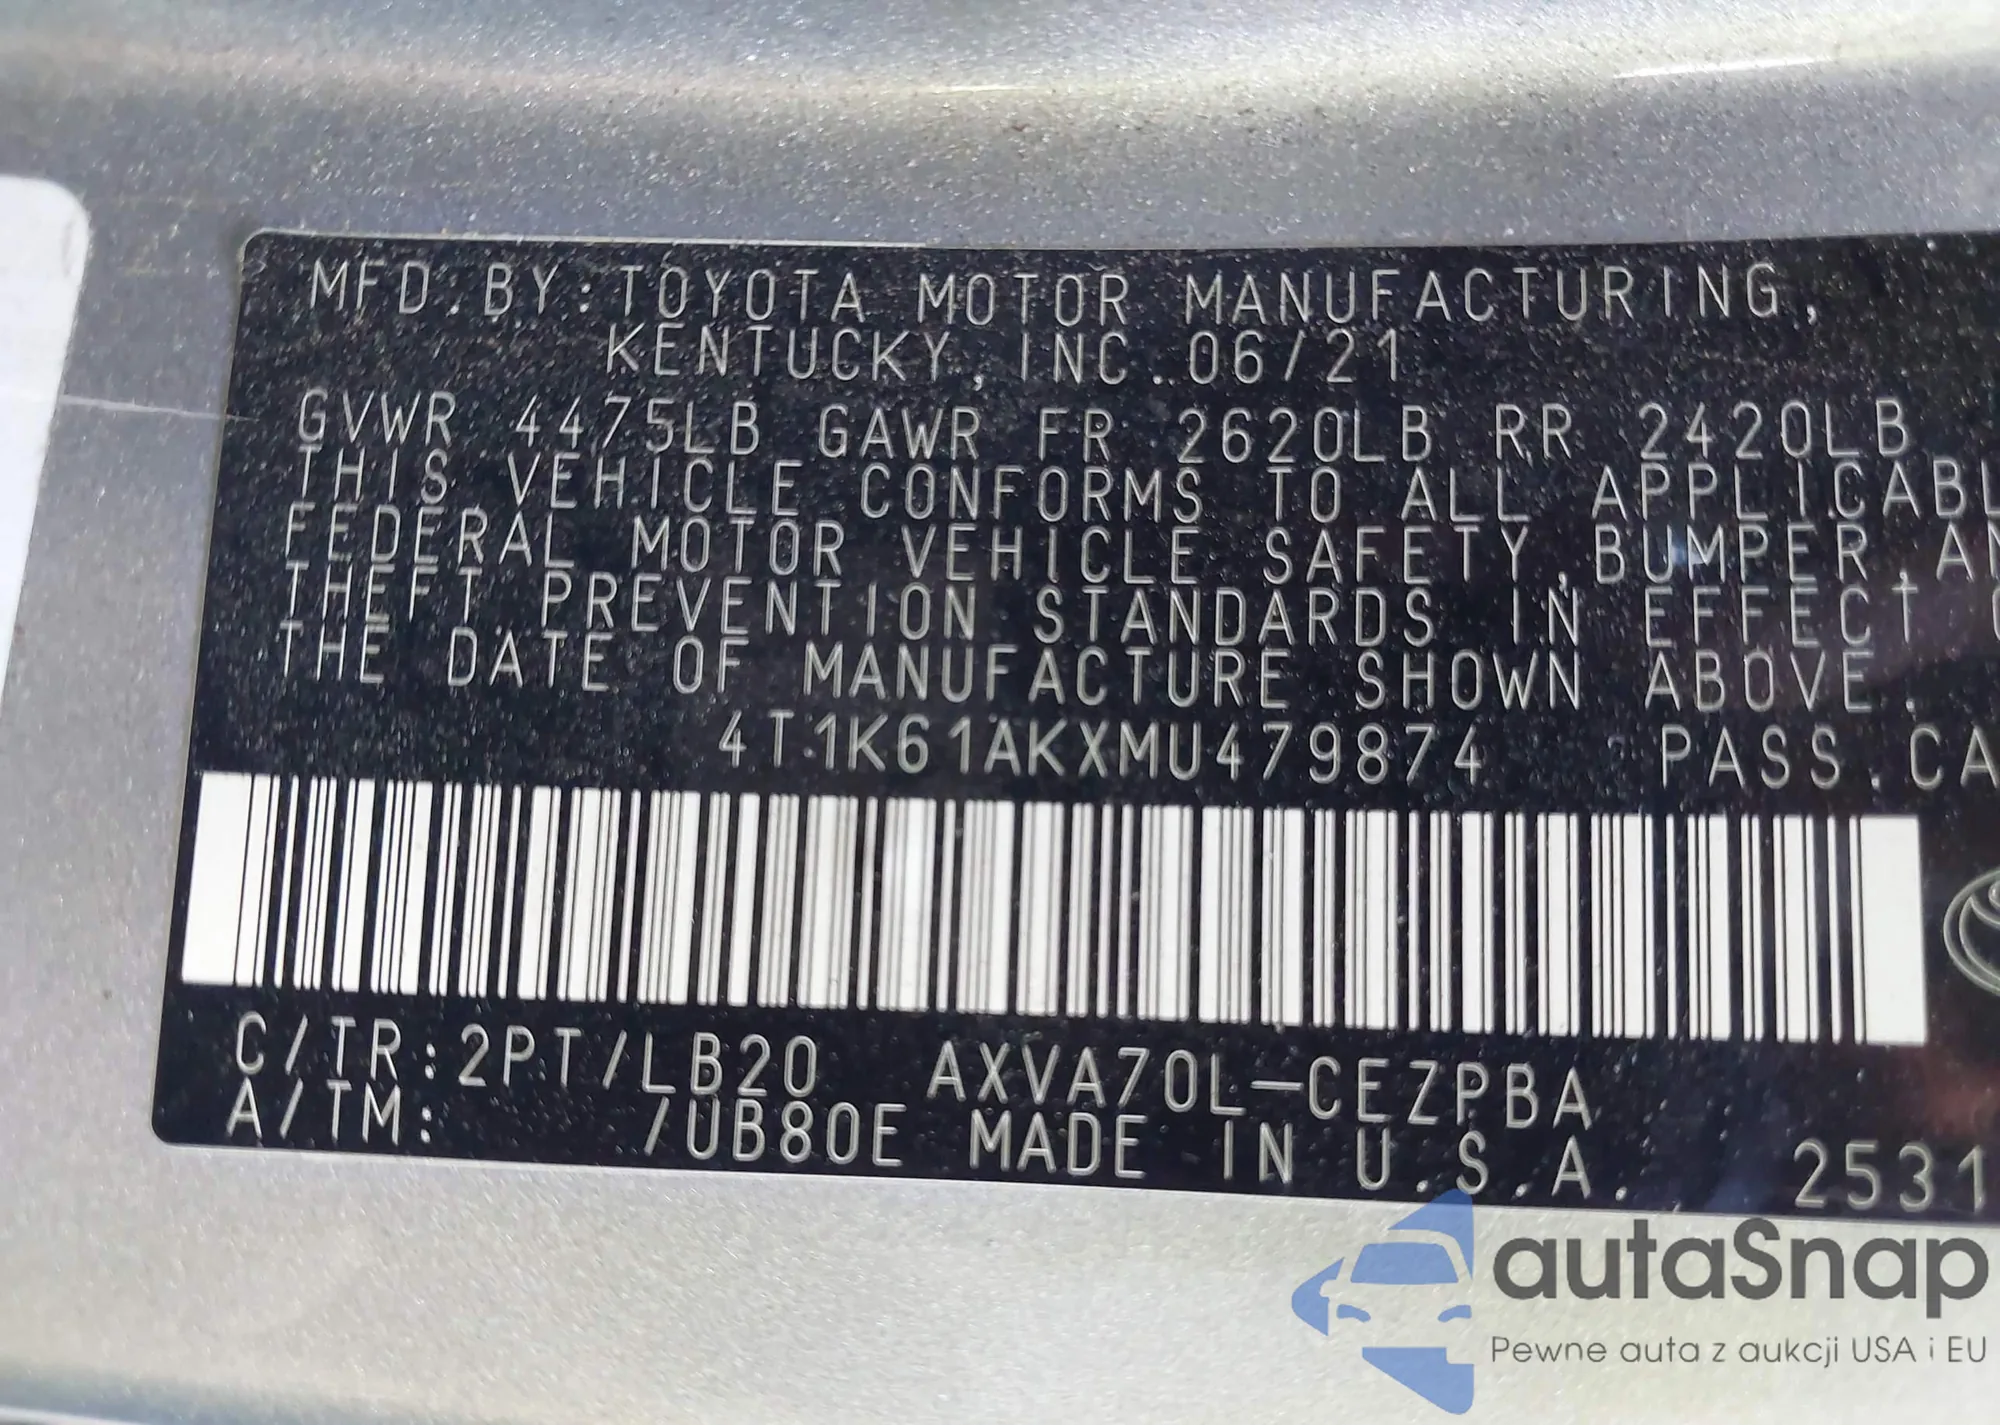 MFD.BY:TOYOTA MOTOR MANUFACTURING,
KENTUCKY, INC. 06/21
GVWR 4475LB GAWR FR 2620LB RR 2420LB
THIS VEHICLE CONFORMS TO ALL APPLICABL
FEDERAL MOTOR VEHICLE SAFETY,BUMPER,AN
THEFT PREVENTION STANDARDS IN EFFECT O
THE DATE OF MANUFACTURE SHOWN ABOVE.
4T1K61AKXMU479874 PASS.CA
C/TR:2PT/LB20 AXVA70L-CEZPBA
A/TM: /UB80E MADE IN U.S.A. 2531
autaSnap
Pewne auta z aukcji USA i EU